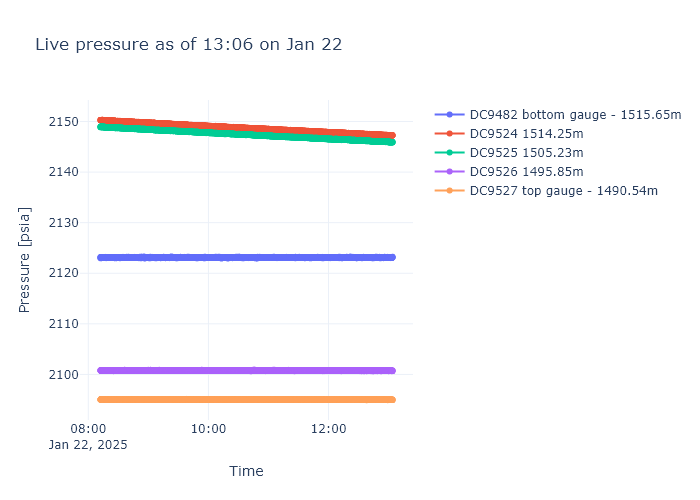 Live pressure as of 13:06 on Jan 22
DC9482 bottom gauge - 1515.65m
DC9524 1514.25m
DC9525 1505.23m
DC9526 1495.85m
DC9527 top gauge - 1490.54m
Pressure [psia]
2150
2140
2130
2120
2110
2100
08:00
Jan 22, 2025
10:00
12:00
Time